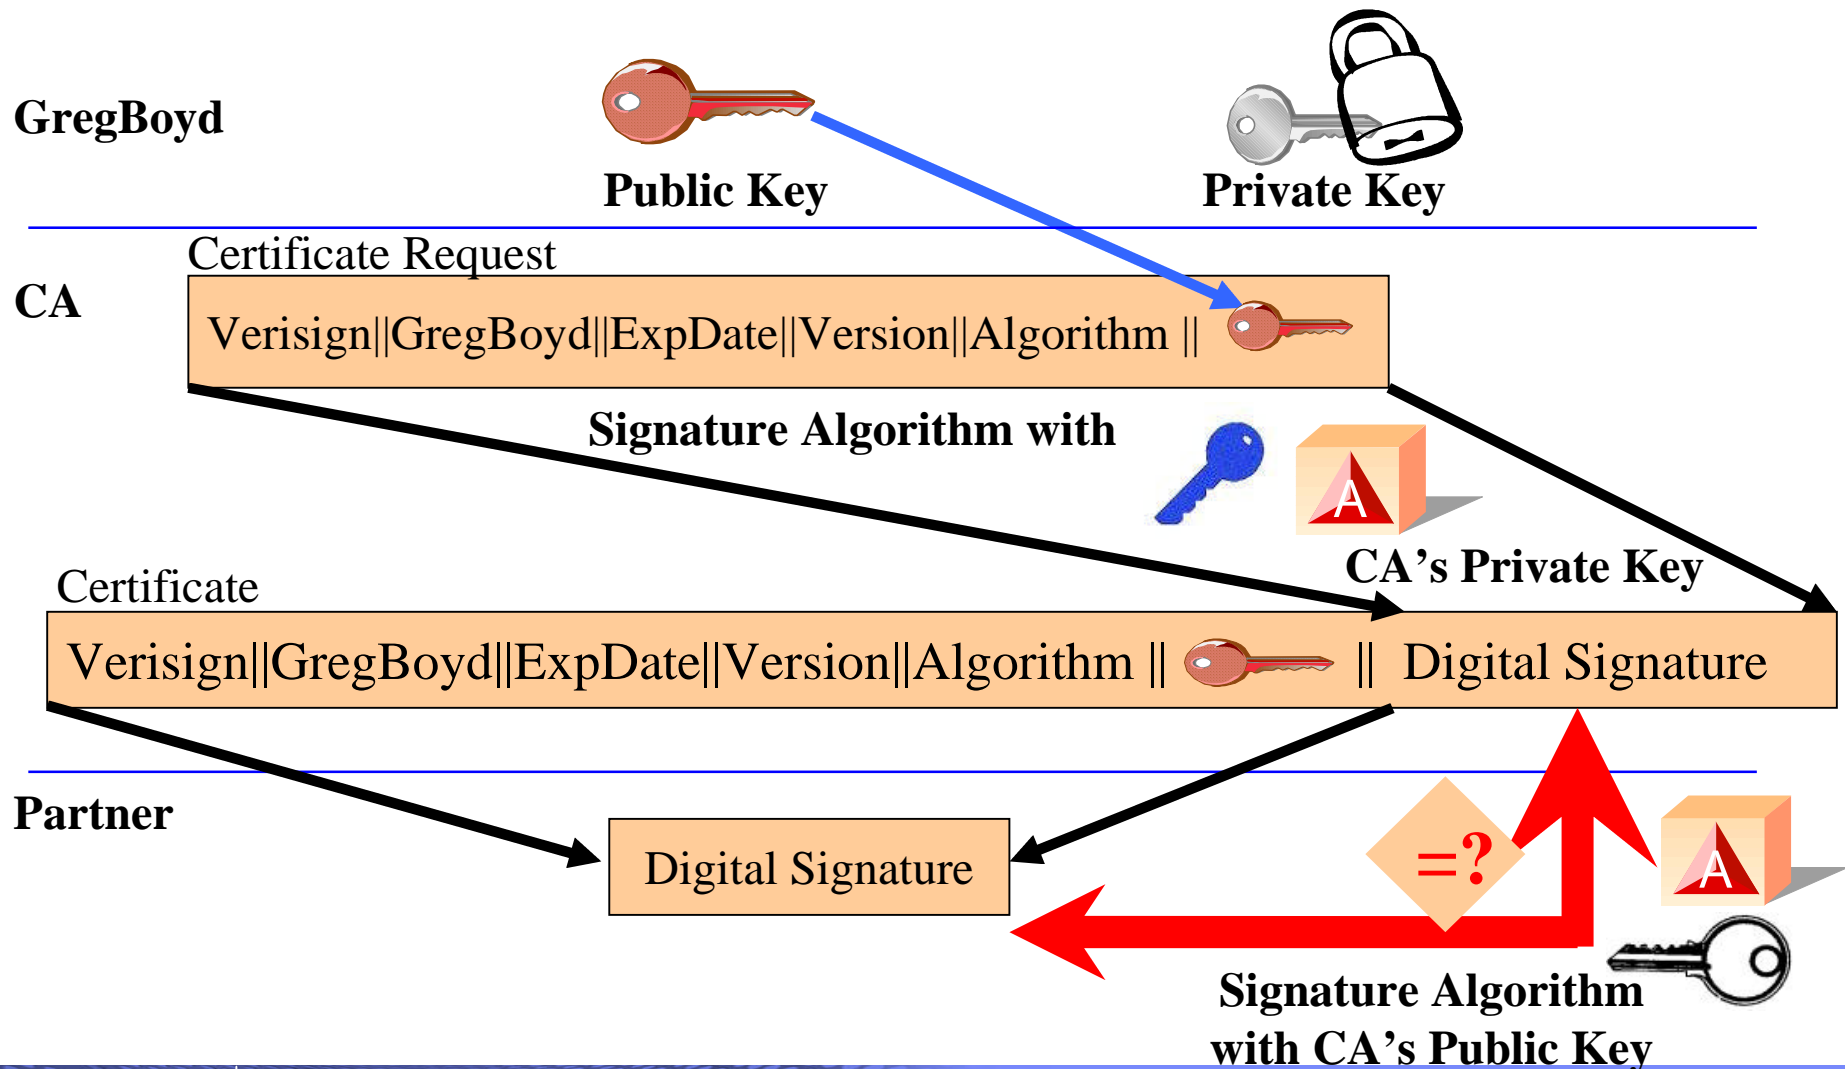 GregBoyd
Public Key
Private Key
Certificate Request
CA
Verisign||GregBoyd||ExpDate||Version||Algorithm ||
Signature Algorithm with
A
CA’s Private Key
Certificate
Verisign||GregBoyd||ExpDate||Version||Algorithm || || Digital Signature
Partner
Digital Signature
=?
A
Signature Algorithm
with CA’s Public Key